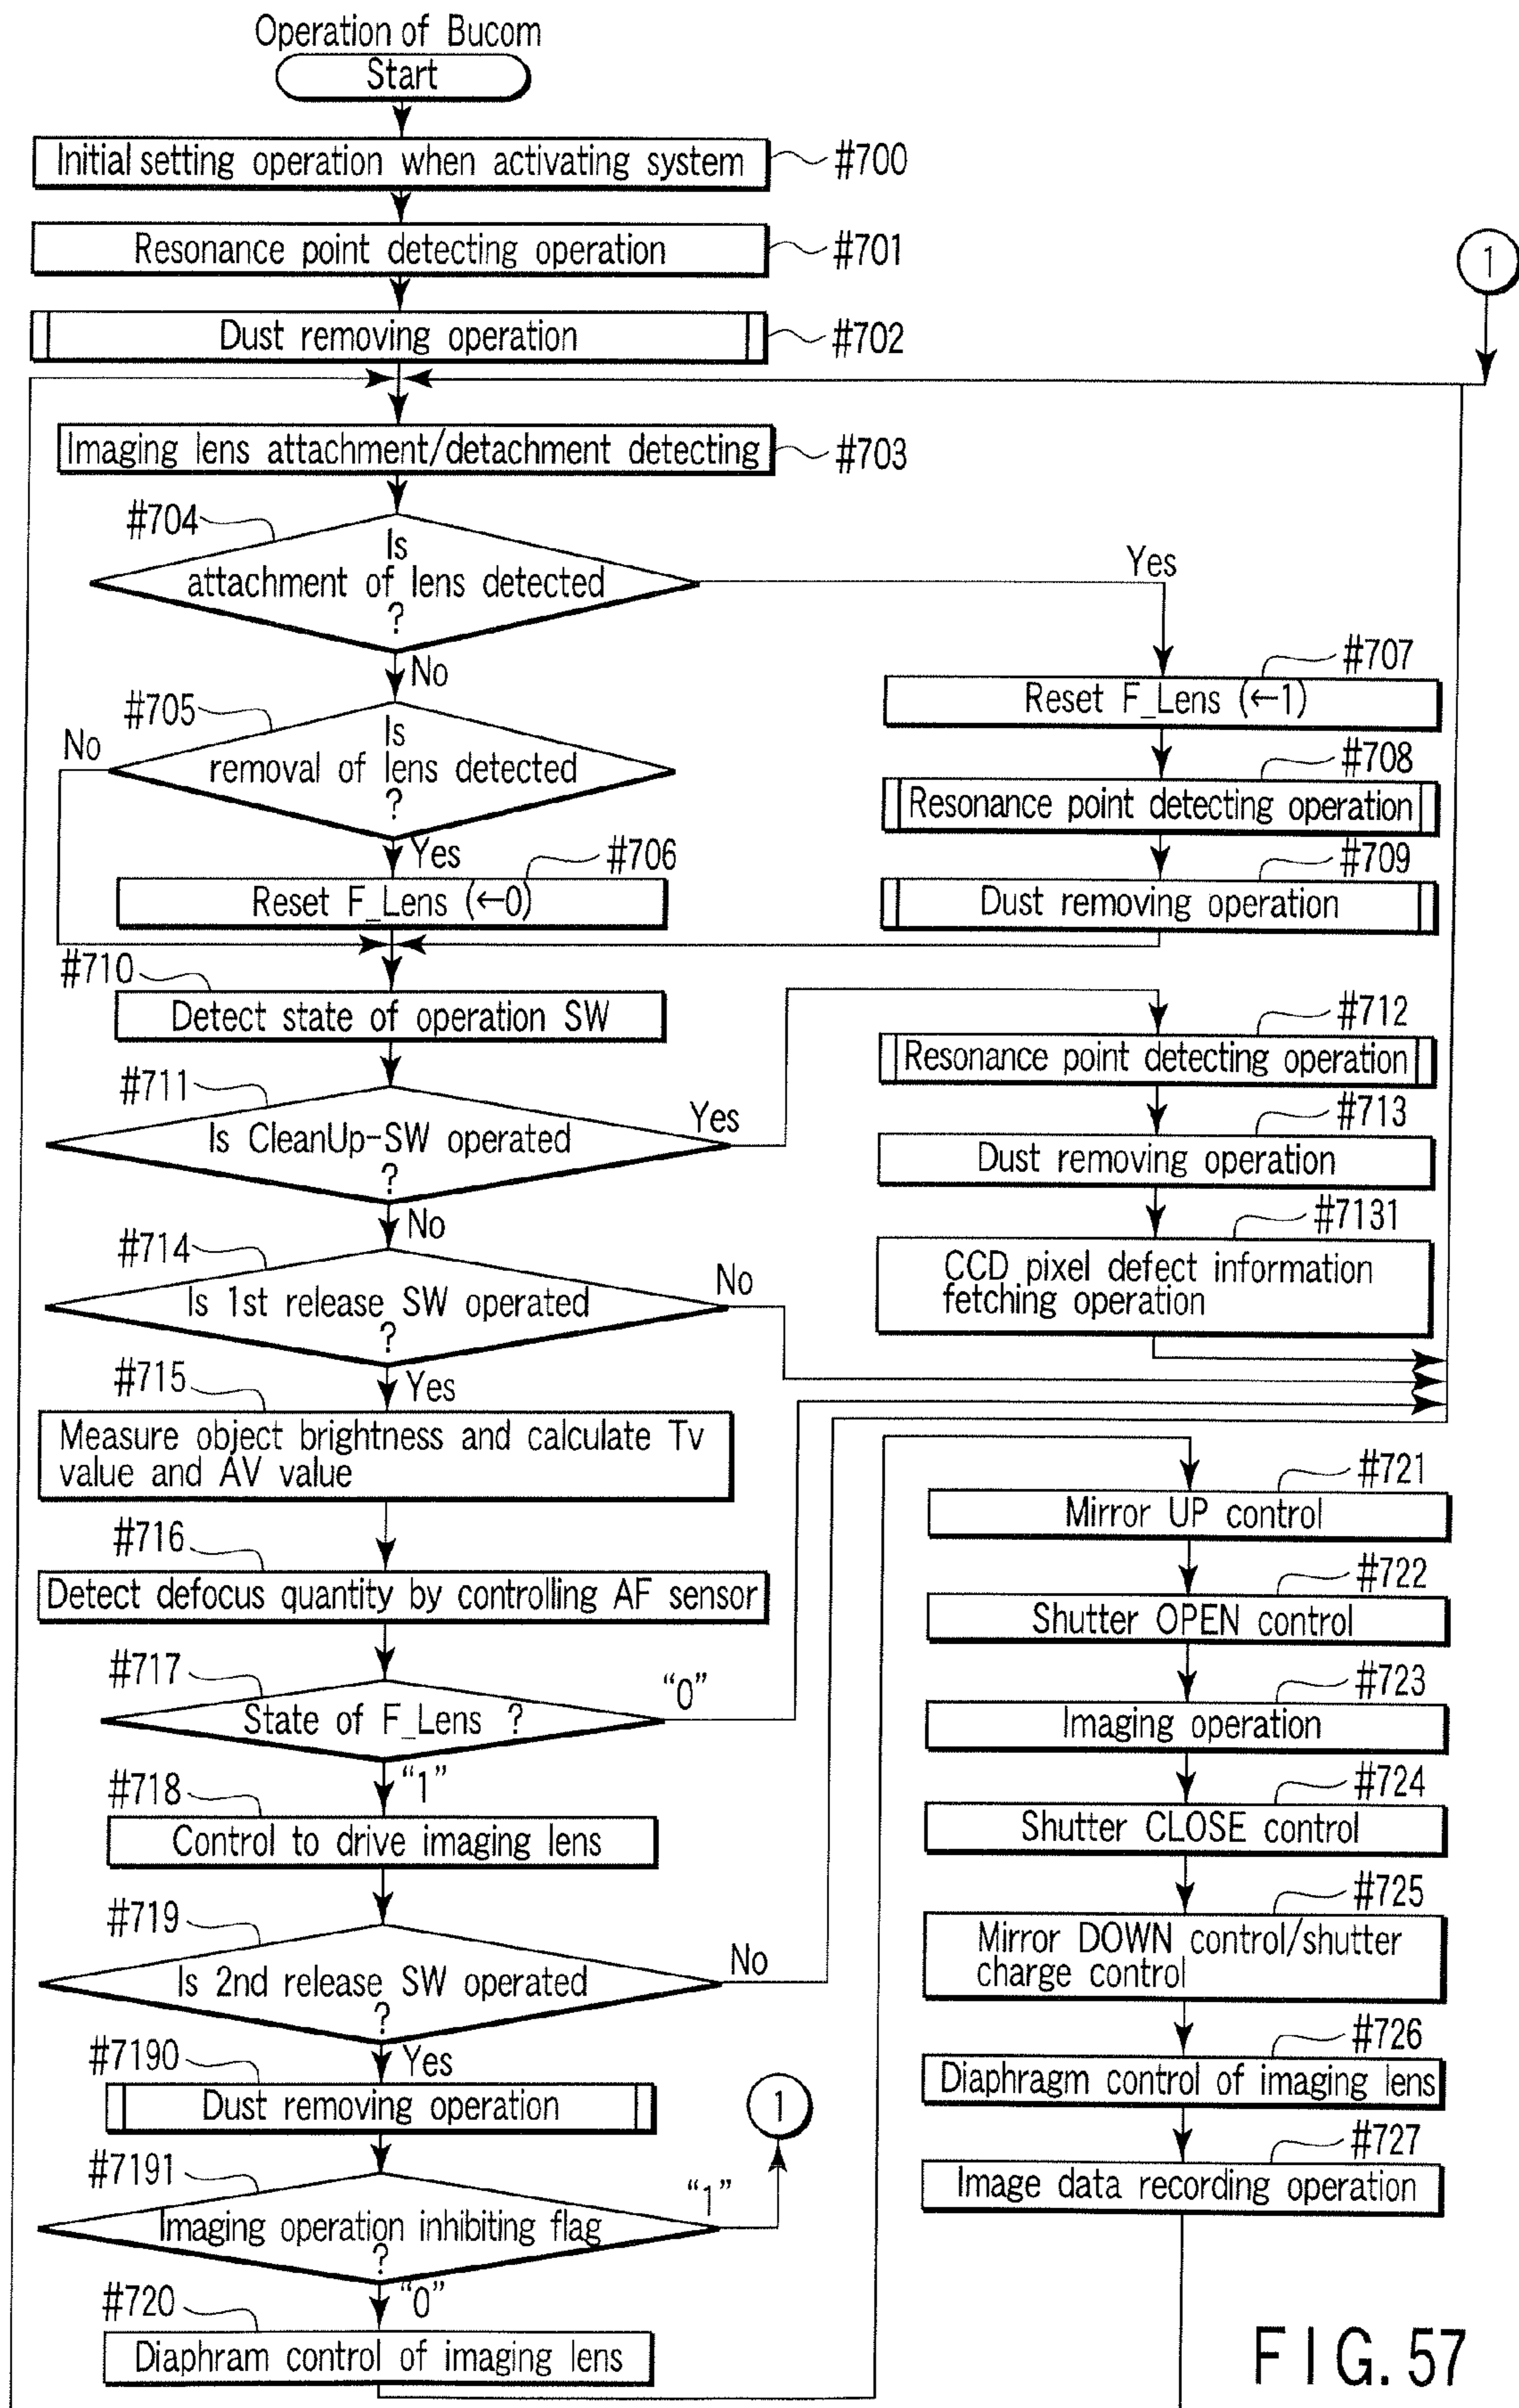 Operation of Bucom
Start
Initial setting operation when activating system
#700
Resonance point detecting operation
#701
1
Dust removing operation
#702
Imaging lens attachment/detachment detecting
#703
#704
Is
attachment of lens detected
?
Yes
No
#705
No
Is
removal of lens detected
?
Yes
#706
Reset F_Lens (←0)
#707
Reset F_Lens (←1)
#708
Resonance point detecting operation
#709
Dust removing operation
#710
Detect state of operation SW
#711
Is CleanUp-SW operated
?
Yes
No
#712
Resonance point detecting operation
#713
Dust removing operation
#7131
CCD pixel defect information
fetching operation
#714
Is 1st release SW operated
?
No
Yes
#715
Measure object brightness and calculate Tv
value and AV value
#716
Detect defocus quantity by controlling AF sensor
#717
State of F_Lens ?
“0”
“1”
#718
Control to drive imaging lens
#719
Is 2nd release SW operated
?
No
Yes
#7190
Dust removing operation
1
#7191
Imaging operation inhibiting flag
?
“1”
“0”
#720
Diaphram control of imaging lens
#721
Mirror UP control
#722
Shutter OPEN control
#723
Imaging operation
#724
Shutter CLOSE control
#725
Mirror DOWN control/shutter
charge control
#726
Diaphragm control of imaging lens
#727
Image data recording operation
FIG. 57